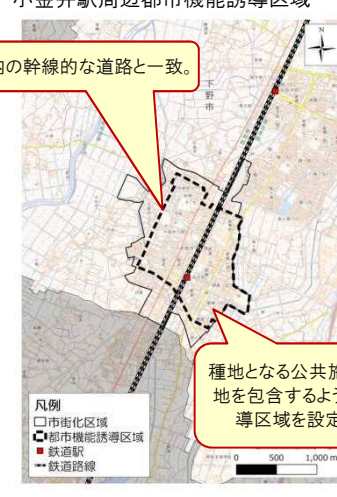 小金井駅周辺都市機能誘導区域
内の幹線的な道路と一致。
N
下野市
種地となる公共施
地を包含するよう
導区域を設定
凡例
市街化区域
都市機能誘導区域
鉄道駅
鉄道路線
0 500 1,000 m